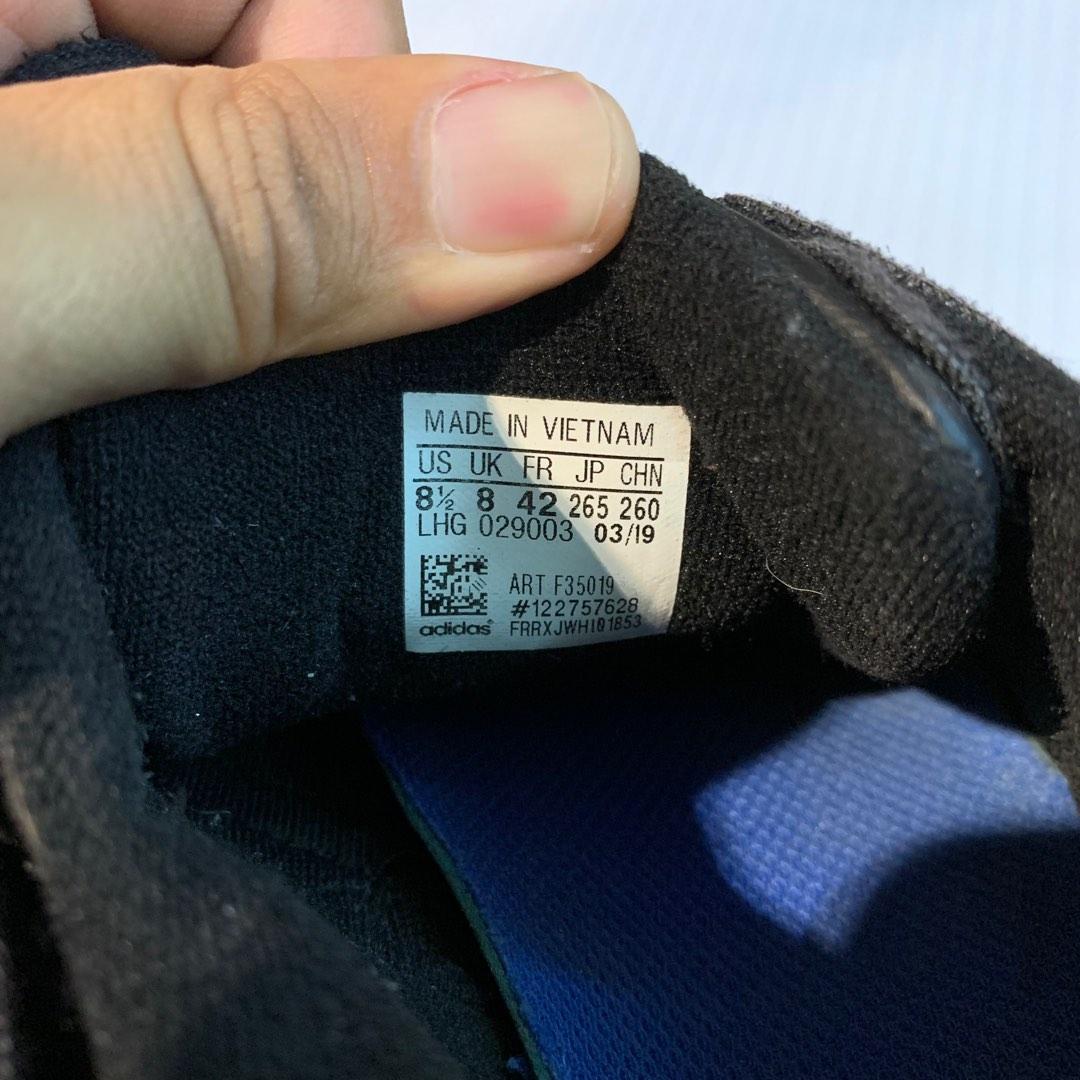 MADE IN VIETNAM
US UK FR JP CHN
8½ 8 42 265 260
LHG 029003 03/19
ART F35019
#122757628
adidas® FRRXJWHI01853